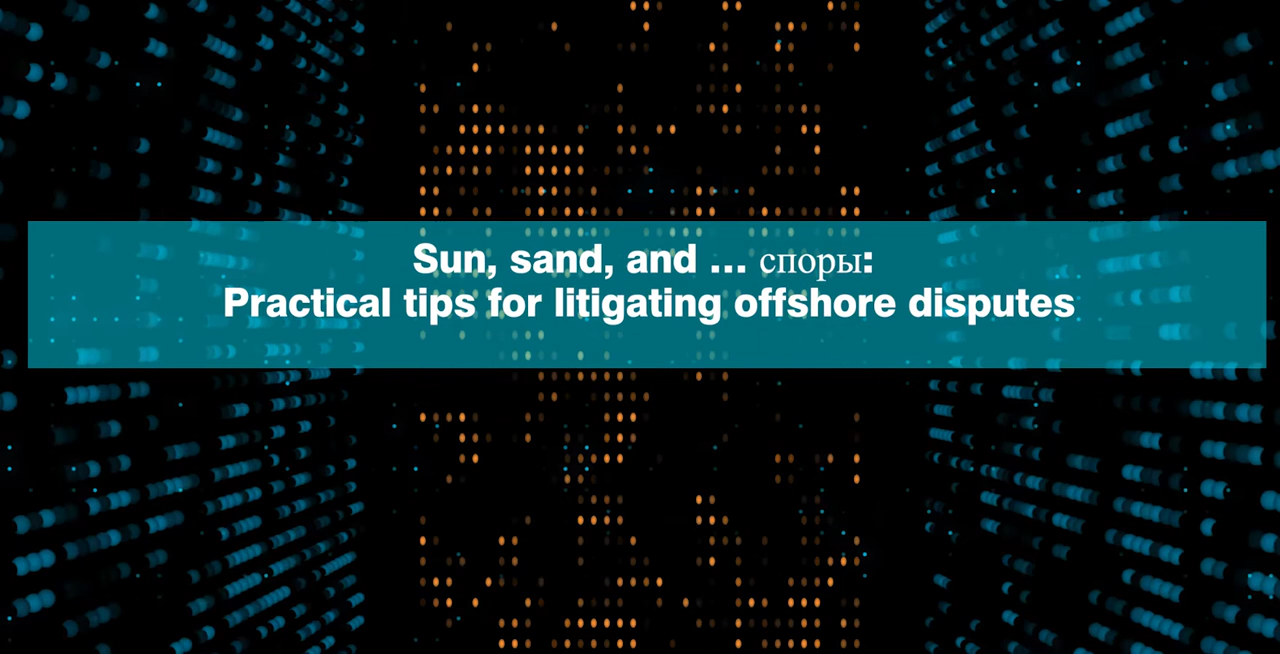 Sun, sand, and ... споры:
Practical tips for litigating offshore disputes